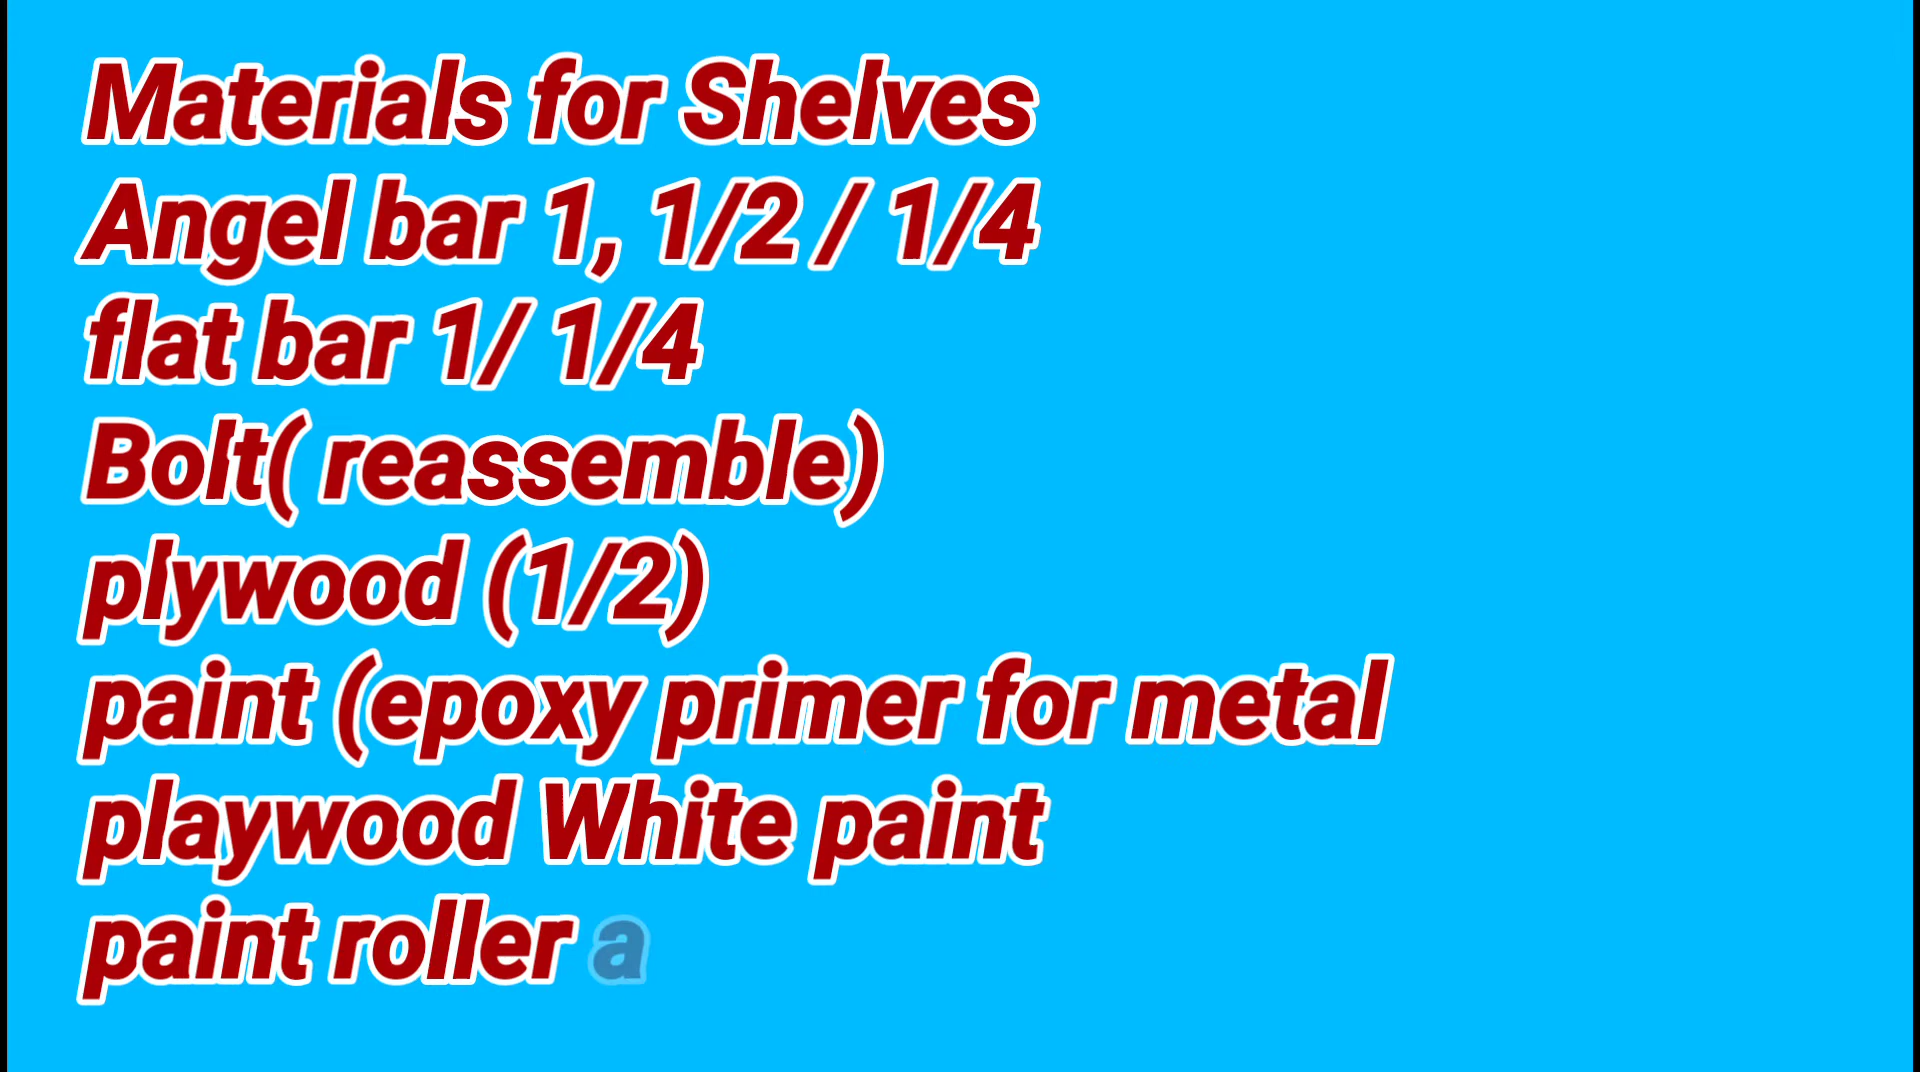 Materials for Shelves
Angel bar 1, 1/2 / 1/4
flat bar 1/ 1/4
Bolt( reassemble)
plywood (1/2)
paint (epoxy primer for metal
playwood White paint
paint roller a